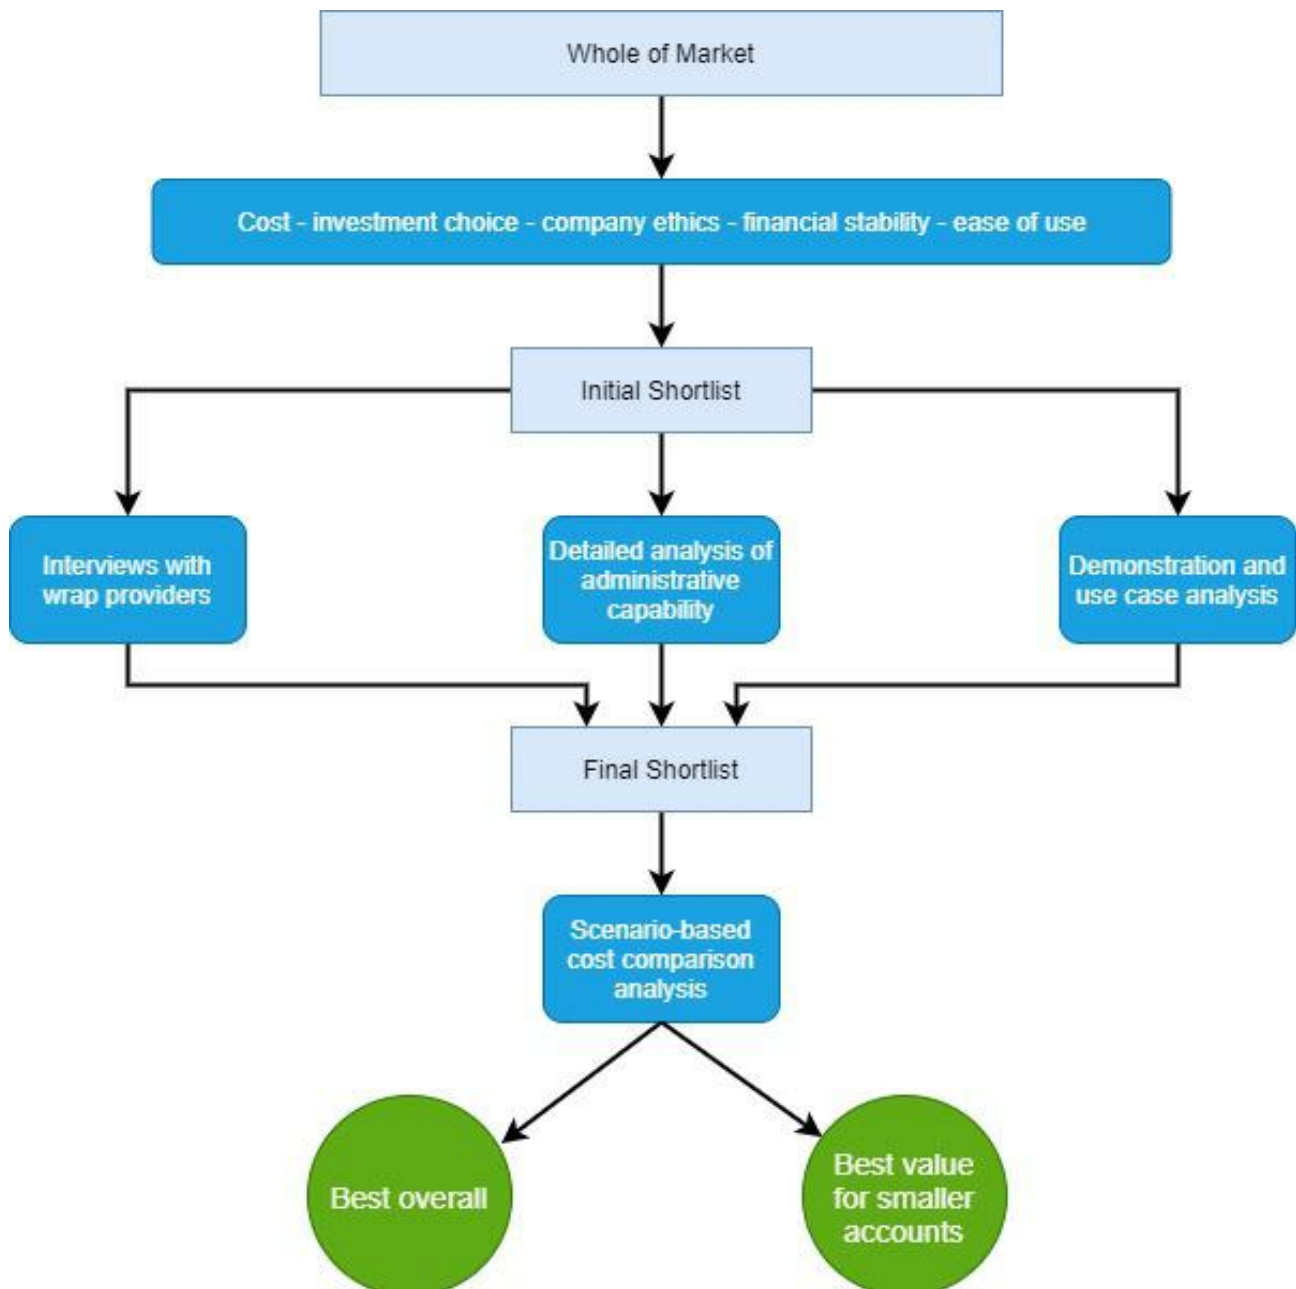 Whole of Market
Cost - investment choice - company ethics - financial stability - ease of use
Initial Shortlist
Interviews with
wrap providers
Detailed analysis of
administrative
capability
Demonstration and
use case analysis
Final Shortlist
Scenario-based
cost comparison
analysis
Best overall
Best value
for smaller
accounts